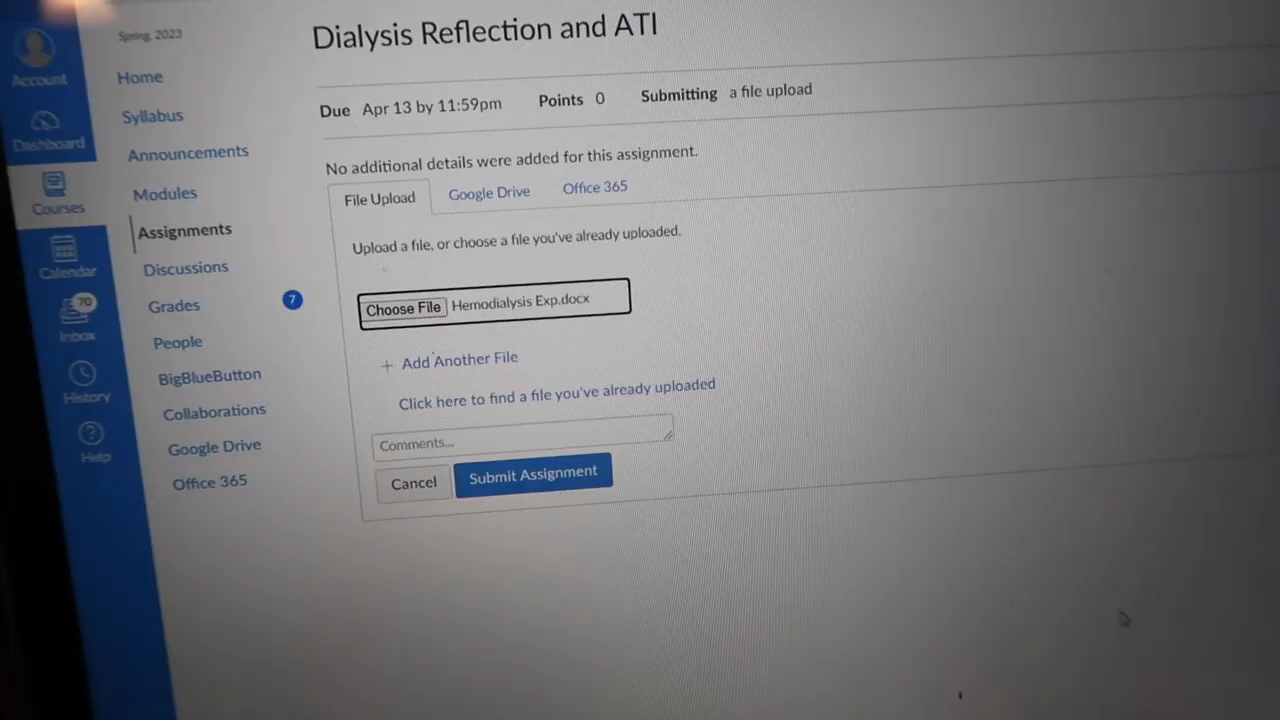 Account
Dashboard
Courses
Calendar
70
Inbox
History
Help
Spring, 2023
Home
Syllabus
Announcements
Modules
Assignments
Discussions
Grades
7
People
BigBlueButton
Collaborations
Google Drive
Office 365
Dialysis Reflection and ATI
Due Apr 13 by 11:59pm Points 0 Submitting a file upload
No additional details were added for this assignment.
File Upload Google Drive Office 365
Upload a file, or choose a file you've already uploaded.
Choose File Hemodialysis Exp.docx
+ Add Another File
Click here to find a file you've already uploaded
Comments...
Cancel Submit Assignment